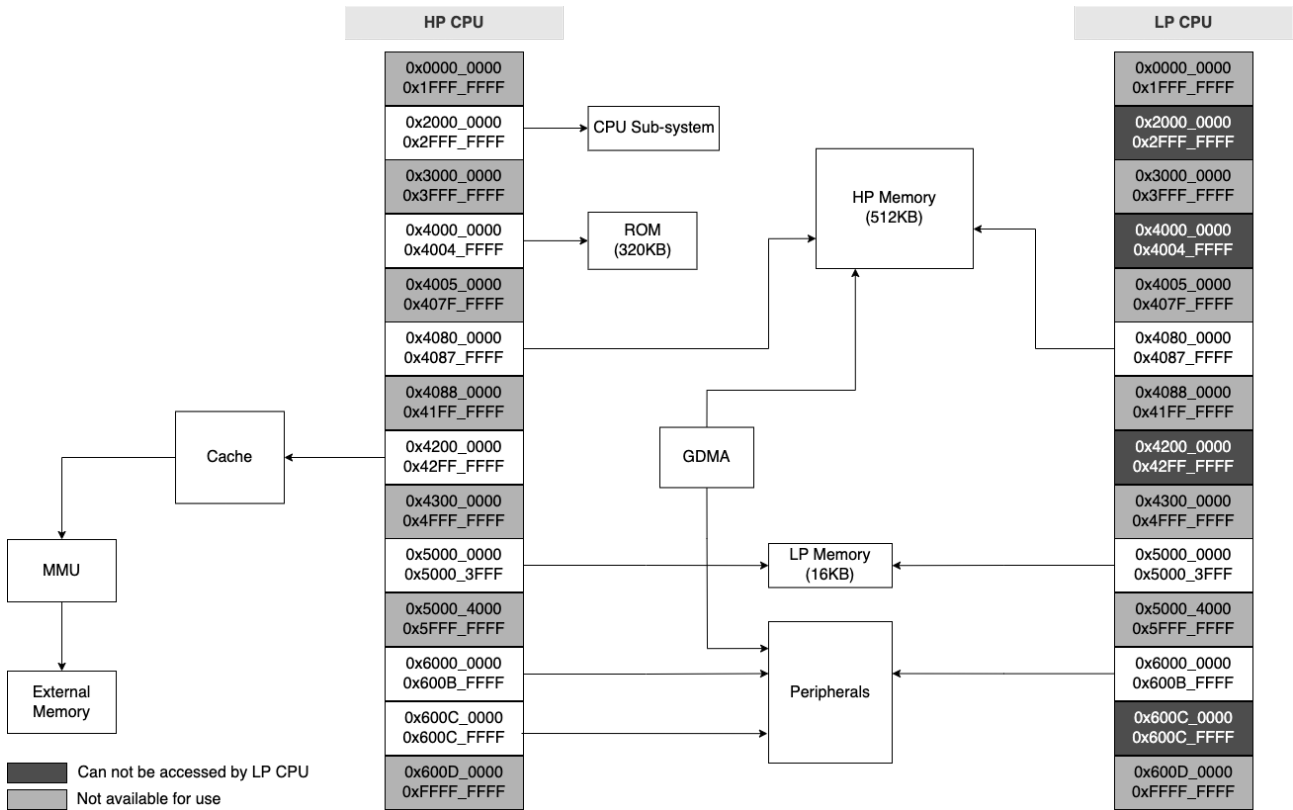 HP CPU
0x0000_0000
0x1FFF_FFFF
0x2000_0000
0x2FFF_FFFF
0x3000_0000
0x3FFF_FFFF
0x4000_0000
0x4004_FFFF
0x4005_0000
0x407F_FFFF
0x4080_0000
0x4087_FFFF
0x4088_0000
0x41FF_FFFF
0x4200_0000
0x42FF_FFFF
0x4300_0000
0x4FFF_FFFF
0x5000_0000
0x5000_3FFF
0x5000_4000
0x5FFF_FFFF
0x6000_0000
0x600B_FFFF
0x600C_0000
0x600C_FFFF
0x600D_0000
0xFFFF_FFFF
CPU Sub-system
ROM
(320KB)
HP Memory
(512KB)
GDMA
LP Memory
(16KB)
Peripherals
Cache
MMU
External
Memory
LP CPU
0x0000_0000
0x1FFF_FFFF
0x2000_0000
0x2FFF_FFFF
0x3000_0000
0x3FFF_FFFF
0x4000_0000
0x4004_FFFF
0x4005_0000
0x407F_FFFF
0x4080_0000
0x4087_FFFF
0x4088_0000
0x41FF_FFFF
0x4200_0000
0x42FF_FFFF
0x4300_0000
0x4FFF_FFFF
0x5000_0000
0x5000_3FFF
0x5000_4000
0x5FFF_FFFF
0x6000_0000
0x600B_FFFF
0x600C_0000
0x600C_FFFF
0x600D_0000
0xFFFF_FFFF
Can not be accessed by LP CPU
Not available for use